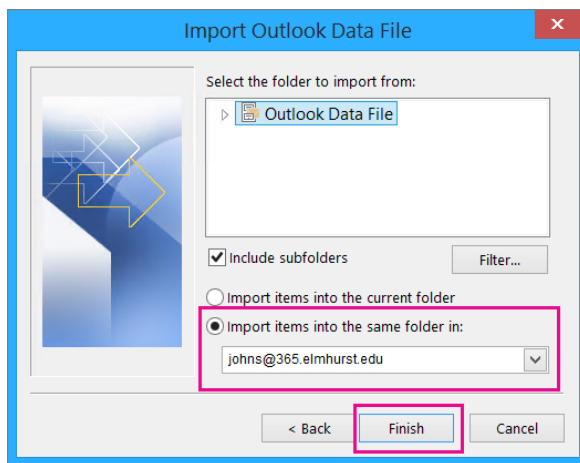 Import Outlook Data File
Select the folder to import from:
Outlook Data File
Include subfolders
Filter...
Import items into the current folder
Import items into the same folder in:
johns@365.elmhurst.edu
< Back Finish Cancel